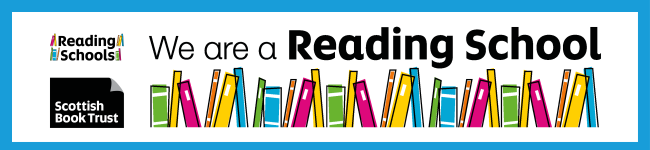 Reading
Schools
Scottish
Book Trust
We are a Reading School